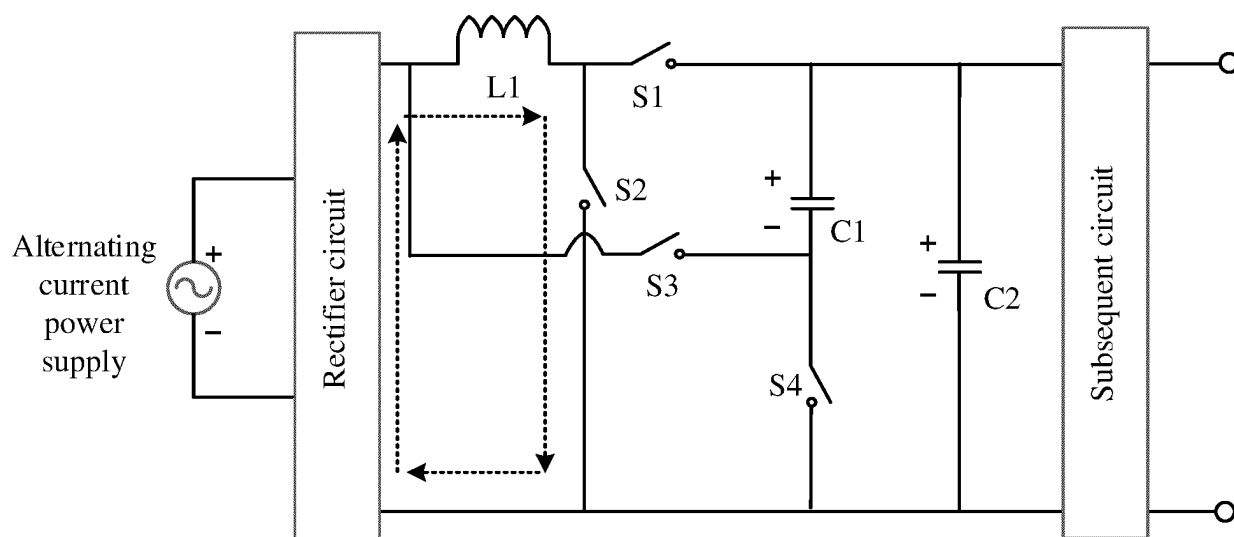 L1
S1
S2
S3
S4
+
−
C1
+
−
C2
Alternating
current
power
supply
+
−
Rectifier circuit
Subsequent circuit